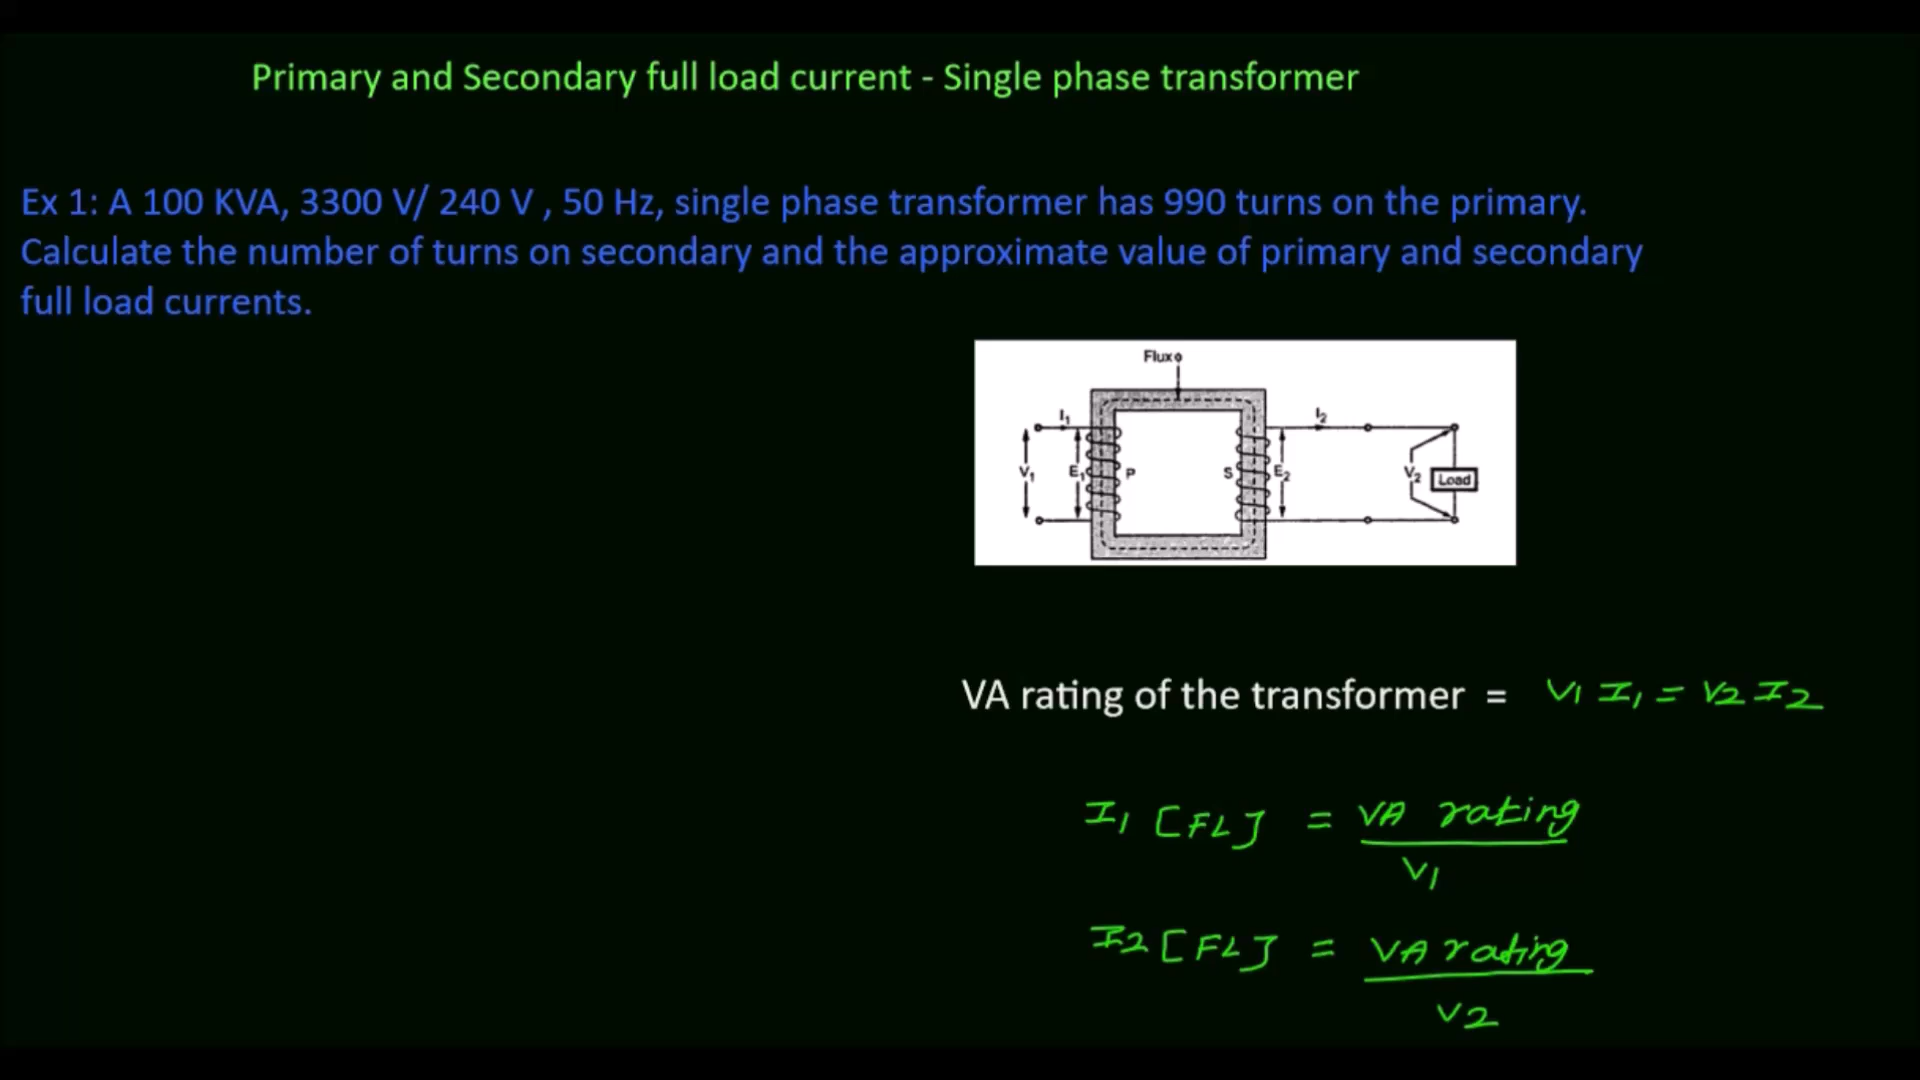 Primary and Secondary full load current - Single phase transformer
Ex 1: A 100 KVA, 3300 V/ 240 V , 50 Hz, single phase transformer has 990 turns on the primary.
Calculate the number of turns on secondary and the approximate value of primary and secondary
full load currents.
Flux ϕ
I₁ I₂
V₁ E₁ P S E₂ V₂ Load
VA rating of the transformer = V1 I1 = V2 I2
I1 [FL] = VA rating
V1
I2 [FL] = VA rating
V2